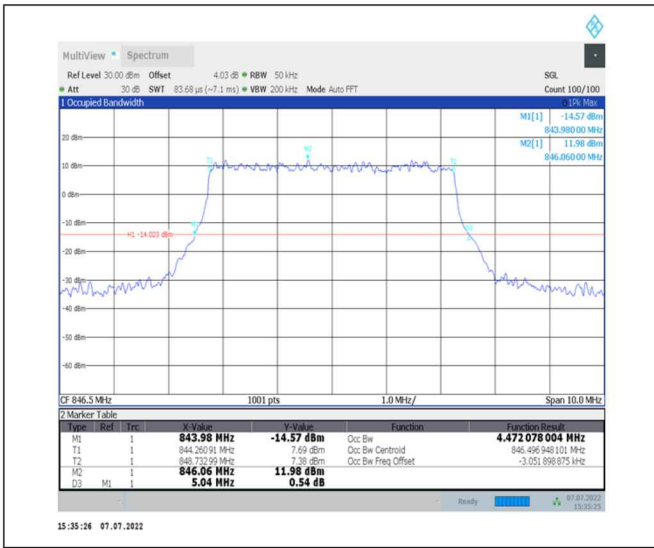 MultiView Spectrum
Ref Level 30.00 dBm Offset 4.03 dB RBW 50 kHz SGL
Att 30 dB SWT 83.68 µs (~7.1 ms) VBW 200 kHz Mode Auto FFT Count 100/100
1 Occupied Bandwidth 1Pk Max
M1[1] -14.57 dBm
843.98000 MHz
M2[1] 11.98 dBm
846.06000 MHz
20 dBm
M2
T1 T2
10 dBm
0 dBm
-10 dBm
M1 D3
H1 -14.023 dBm
-20 dBm
-30 dBm
-40 dBm
-50 dBm
-60 dBm
CF 846.5 MHz 1001 pts 1.0 MHz/ Span 10.0 MHz
2 Marker Table
Type Ref Trc X-Value Y-Value Function Function Result
M1 1 843.98 MHz -14.57 dBm Occ Bw 4.472 078 004 MHz
T1 1 844.260 91 MHz 7.69 dBm Occ Bw Centroid 846.496 948 101 MHz
T2 1 848.732 99 MHz 7.38 dBm Occ Bw Freq Offset -3.051 898 875 kHz
M2 1 846.06 MHz 11.98 dBm
D3 M1 1 5.04 MHz 0.54 dB
Ready 07.07.2022
15:35:25
15:35:26 07.07.2022